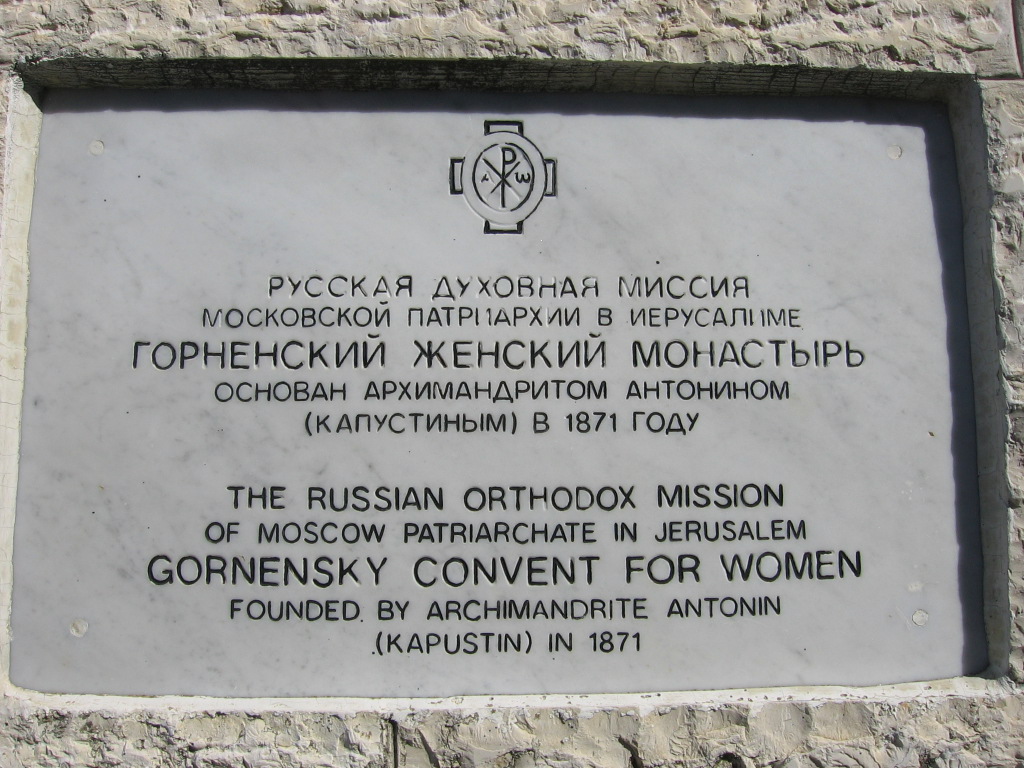 Α Ρ ω
РУССКАЯ ДУХОВНАЯ МИССИЯ
МОСКОВСКОЙ ПАТРИАРХИИ В ИЕРУСАЛИМЕ
ГОРНЕНСКИЙ ЖЕНСКИЙ МОНАСТЫРЬ
ОСНОВАН АРХИМАНДРИТОМ АНТОНИНОМ
(КАПУСТИНЫМ) В 1871 ГОДУ
THE RUSSIAN ORTHODOX MISSION
OF MOSCOW PATRIARCHATE IN JERUSALEM
GORNENSKY CONVENT FOR WOMEN
FOUNDED BY ARCHIMANDRITE ANTONIN
(KAPUSTIN) IN 1871